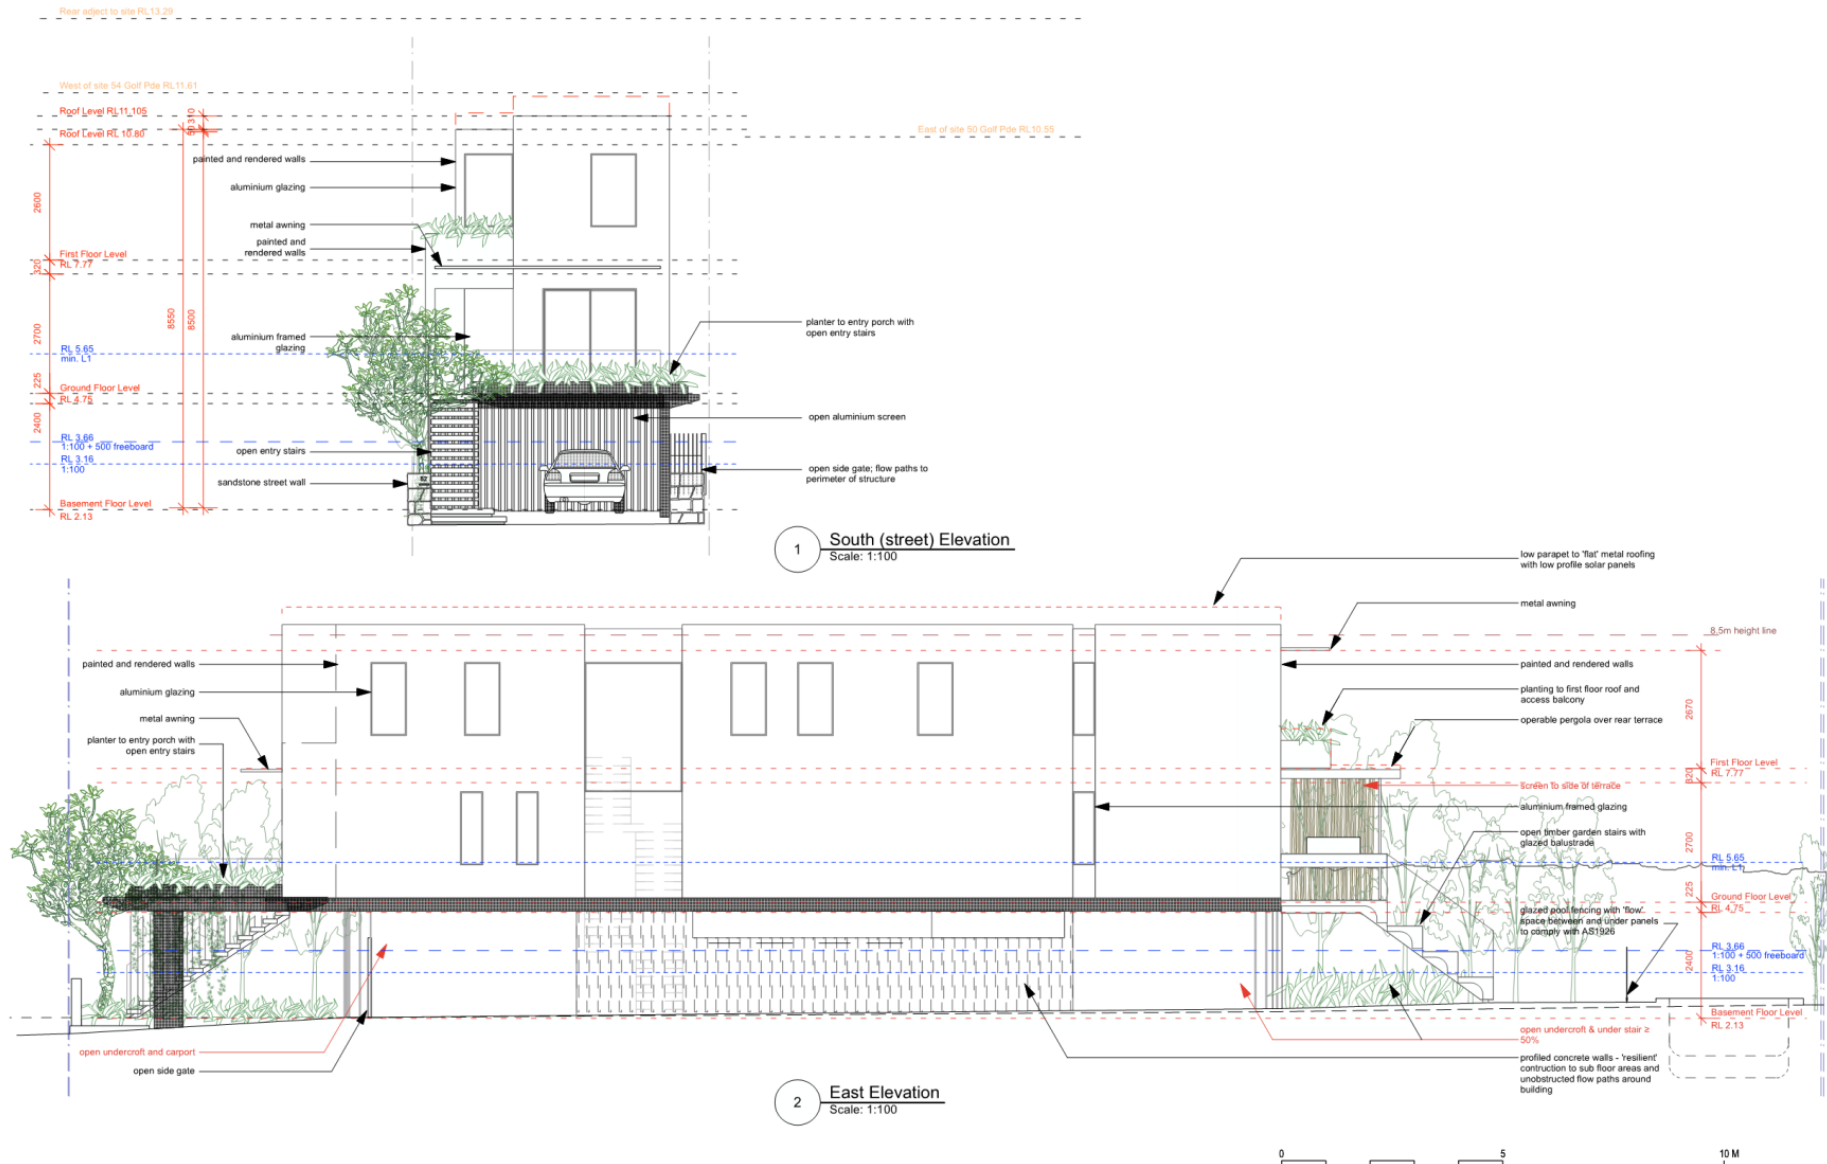 Rear adject to site RL13.29
West of site 54 Golf Pde RL11.61
Roof Level RL11.105
Roof Level RL 10.80
East of site 50 Golf Pde RL10.55
310
50
2600
320
2700
225
2400
8550
8500
First Floor Level
RL 7.77
RL 5.65
min. L1
Ground Floor Level
RL 4.75
RL 3.66
1:100 + 500 freeboard
RL 3.16
1:100
Basement Floor Level
RL 2.13
painted and rendered walls
aluminium glazing
metal awning
painted and
rendered walls
aluminium framed
glazing
open entry stairs
sandstone street wall
52
planter to entry porch with
open entry stairs
open aluminium screen
open side gate; flow paths to
perimeter of structure
1
South (street) Elevation
Scale: 1:100
low parapet to 'flat' metal roofing
with low profile solar panels
metal awning
8.5m height line
painted and rendered walls
planting to first floor roof and
access balcony
operable pergola over rear terrace
First Floor Level
RL 7.77
screen to side of terrace
aluminium framed glazing
open timber garden stairs with
glazed balustrade
RL 5.65
min. L1
Ground Floor Level
RL 4.75
glazed pool fencing with 'flow'
space between and under panels
to comply with AS1926
RL 3.66
1:100 + 500 freeboard
RL 3.16
1:100
Basement Floor Level
RL 2.13
open undercroft & under stair ≥
50%
profiled concrete walls - 'resilient'
contruction to sub floor areas and
unobstructed flow paths around
building
2670
320
2700
225
2400
painted and rendered walls
aluminium glazing
metal awning
planter to entry porch with
open entry stairs
open undercroft and carport
open side gate
2
East Elevation
Scale: 1:100
0
5
10 M